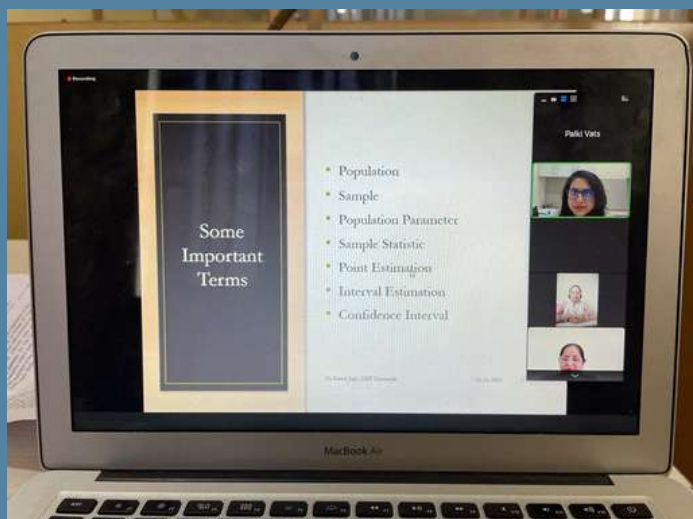 Recording
Palki Vats
Some
Important
Terms
Population
Sample
Population Parameter
Sample Statistic
Point Estimation
Interval Estimation
Confidence Interval
MacBook Air